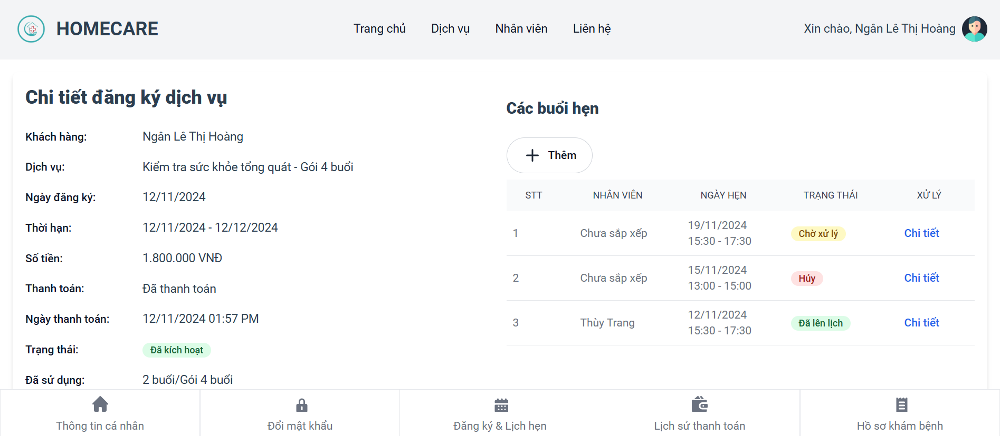 HOMECARE
Trang chủ
Dịch vụ
Nhân viên
Liên hệ
Xin chào, Ngân Lê Thị Hoàng
Chi tiết đăng ký dịch vụ
Khách hàng: Ngân Lê Thị Hoàng
Dịch vụ: Kiểm tra sức khỏe tổng quát - Gói 4 buổi
Ngày đăng ký: 12/11/2024
Thời hạn: 12/11/2024 - 12/12/2024
Số tiền: 1.800.000 VNĐ
Thanh toán: Đã thanh toán
Ngày thanh toán: 12/11/2024 01:57 PM
Trạng thái: Đã kích hoạt
Đã sử dụng: 2 buổi/Gói 4 buổi
Các buổi hẹn
Thêm
STT NHÂN VIÊN NGÀY HẸN TRẠNG THÁI XỬ LÝ
1 Chưa sắp xếp 19/11/2024 15:30 - 17:30 Chờ xử lý Chi tiết
2 Chưa sắp xếp 15/11/2024 13:00 - 15:00 Hủy Chi tiết
3 Thùy Trang 12/11/2024 15:30 - 17:30 Đã lên lịch Chi tiết
Thông tin cá nhân
Đổi mật khẩu
Đăng ký & Lịch hẹn
Lịch sử thanh toán
Hồ sơ khám bệnh